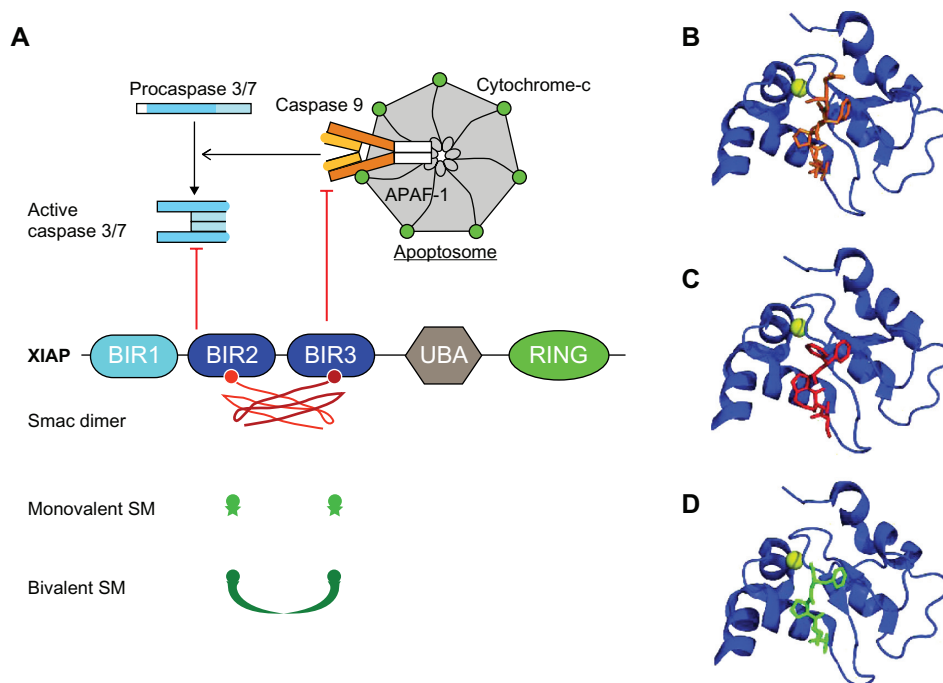 A
Procaspase 3/7
Caspase 9
Cytochrome-c
APAF-1
Active
caspase 3/7
Apoptosome
XIAP
BIR1
BIR2
BIR3
UBA
RING
Smac dimer
Monovalent SM
Bivalent SM
B
C
D